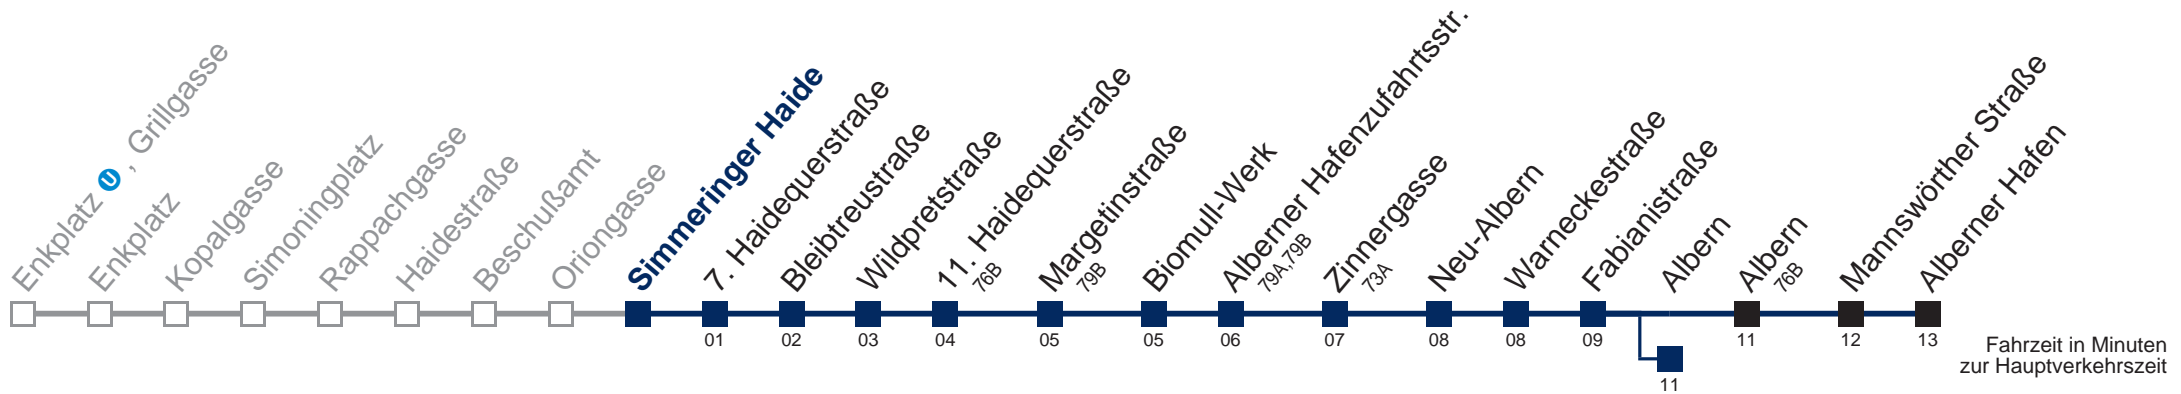 Enkplatz U , Grillgasse
Enkplatz
Kopalgasse
Simoningplatz
Rappachgasse
Haidestraße
Beschußamt
Oriongasse
Simmeringer Haide
7. Haidequerstraße
01
Bleibtreustraße
02
Wildpretstraße
03
11. Haidequerstraße
76B
04
Margetinstraße
79B
05
Biomull-Werk
05
Alberner Hafenzufahrtsstr.
79A,79B
06
Zinnergasse
73A
07
Neu-Albern
08
Warneckestraße
08
Fabianistraße
09
Albern
11
Albern
76B
11
Mannswörther Straße
12
Alberner Hafen
13
Fahrzeit in Minuten
zur Hauptverkehrszeit